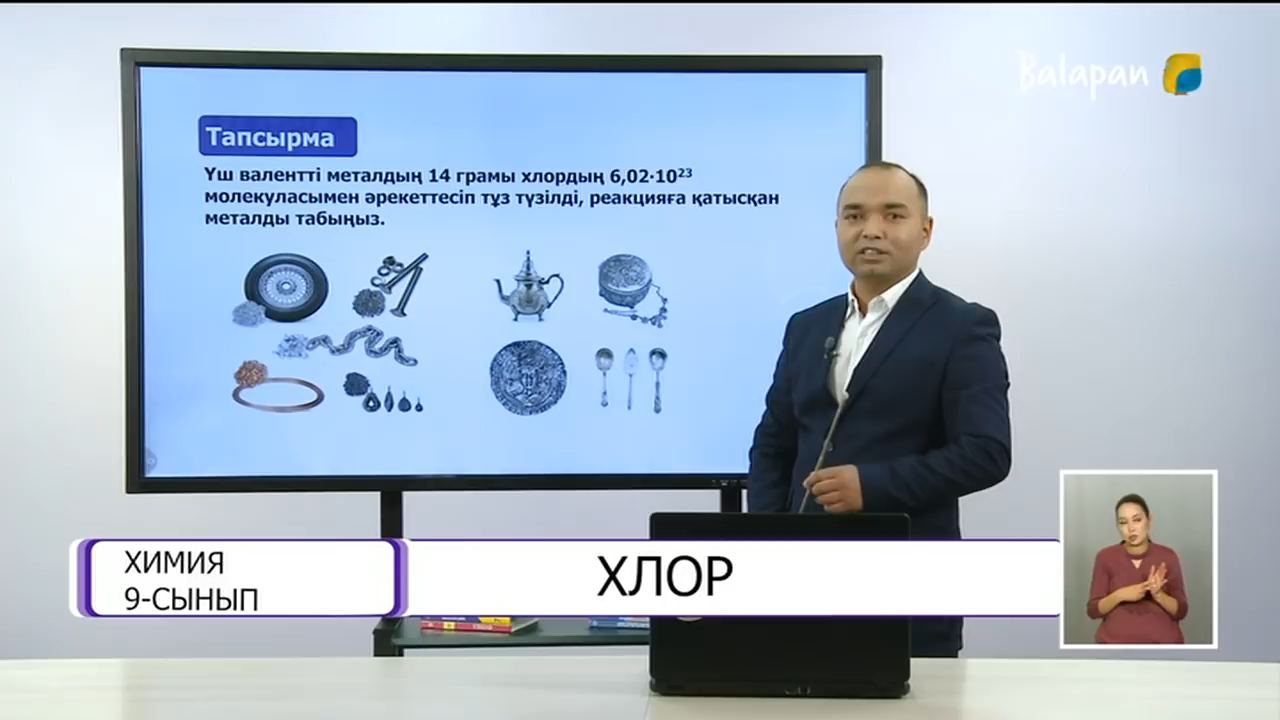 Balapan
Тапсырма
Үш валентті металдың 14 грамы хлордың 6,02·10²³
молекуласымен әрекеттесіп тұз түзілді, реакцияға қатысқан
металды табыңыз.
ХИМИЯ
9-СЫНЫП
ХЛОР